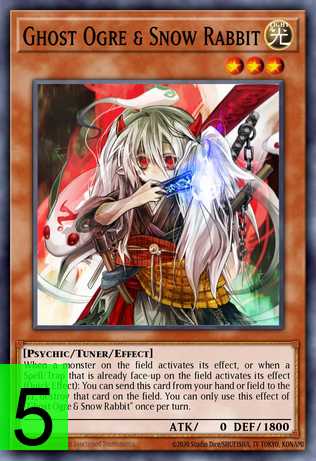 Ghost Ogre & Snow Rabbit
LIGHT
光
[Psychic/Tuner/Effect]
When a monster on the field activates its effect, or when a
Spell/Trap that is already face-up on the field activates its effect
(Quick Effect): You can send this card from your hand or field to the
destroy that card on the field. You can only use this effect of
"Ghost Ogre & Snow Rabbit" once per turn.
ATK/ 0 DEF/1800
5
©2020 Studio Dice/SHUEISHA, TV TOKYO, KONAMI